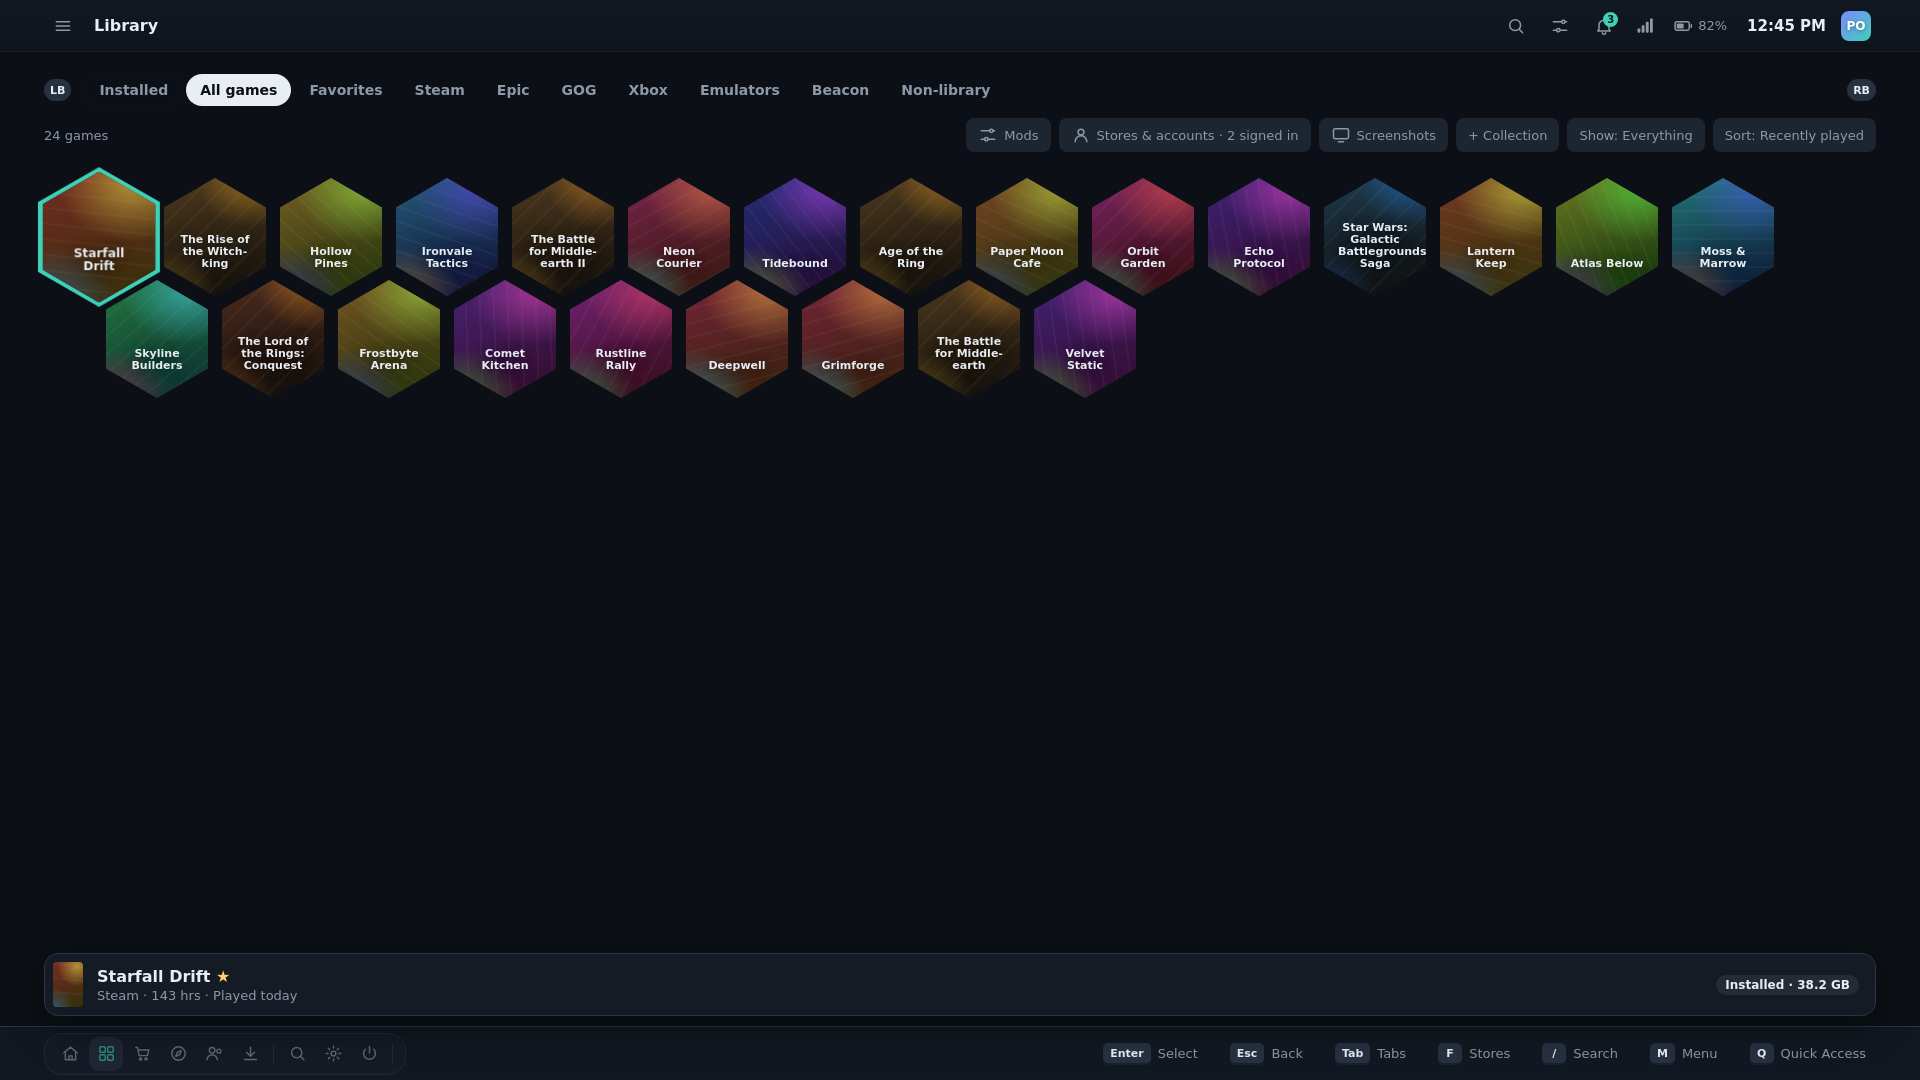 Library
3
82%
12:45 PM
PO
LB
Installed
All games
Favorites
Steam
Epic
GOG
Xbox
Emulators
Beacon
Non-library
RB
24 games
Mods
Stores & accounts · 2 signed in
Screenshots
+ Collection
Show: Everything
Sort: Recently played
Starfall
Drift
The Rise of
the Witch-
king
Hollow
Pines
Ironvale
Tactics
The Battle
for Middle-
earth II
Neon
Courier
Tidebound
Age of the
Ring
Paper Moon
Cafe
Orbit
Garden
Echo
Protocol
Star Wars:
Galactic
Battlegrounds
Saga
Lantern
Keep
Atlas Below
Moss &
Marrow
Skyline
Builders
The Lord of
the Rings:
Conquest
Frostbyte
Arena
Comet
Kitchen
Rustline
Rally
Deepwell
Grimforge
The Battle
for Middle-
earth
Velvet
Static
Starfall Drift ★
Steam · 143 hrs · Played today
Installed · 38.2 GB
Enter Select
Esc Back
Tab Tabs
F Stores
/ Search
M Menu
Q Quick Access